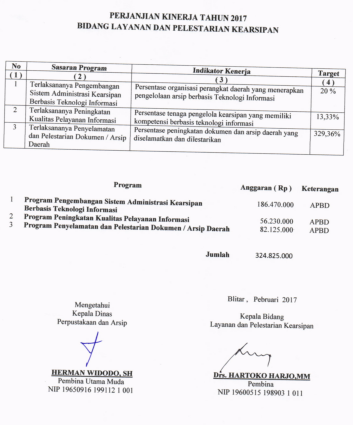 PERJANJIAN KINERJA TAHUN 2017
BIDANG LAYANAN DAN PELESTARIAN KEARSIPAN
No Sasaran Program Indikator Kenerja Target
( 1 ) ( 2 ) ( 3 ) ( 4 )
1 Terlaksananya Pengembangan Persentase organisasi perangkat daerah yang menerapkan 20 %
Sistem Administrasi Kearsipan pengelolaan arsip berbasis Teknologi Informasi
Berbasis Teknologi Informasi
2 Terlaksananya Peningkatan Persentase tenaga pengelola kearsipan yang memiliki 13,33%
Kualitas Pelayanan Informasi kompetensi berbasis teknologi informasi
3 Terlaksananya Penyelamatan Persentase peningkatan dokumen dan arsip daerah yang 329,36%
dan Pelestarian Dokumen / Arsip diselamatkan dan dilestarikan
Daerah
Program Anggaran ( Rp ) Keterangan
1 Program Pengembangan Sistem Administrasi Kearsipan 186.470.000 APBD
Berbasis Teknologi Informasi
2 Program Peningkatan Kualitas Pelayanan Informasi 56.230.000 APBD
3 Program Penyelamatan dan Pelestarian Dokumen / Arsip Daerah 82.125.000 APBD
Jumlah 324.825.000
Blitar, Pebruari 2017
Mengetahui
Kepala Dinas
Perpustakaan dan Arsip
Kepala Bidang
Layanan dan Pelestarian Kearsipan
HERMAN WIDODO, SH
Pembina Utama Muda
NIP 19650916 199112 1 001
Drs. HARTOKO HARJO,MM
Pembina
NIP 19600515 198903 1 011